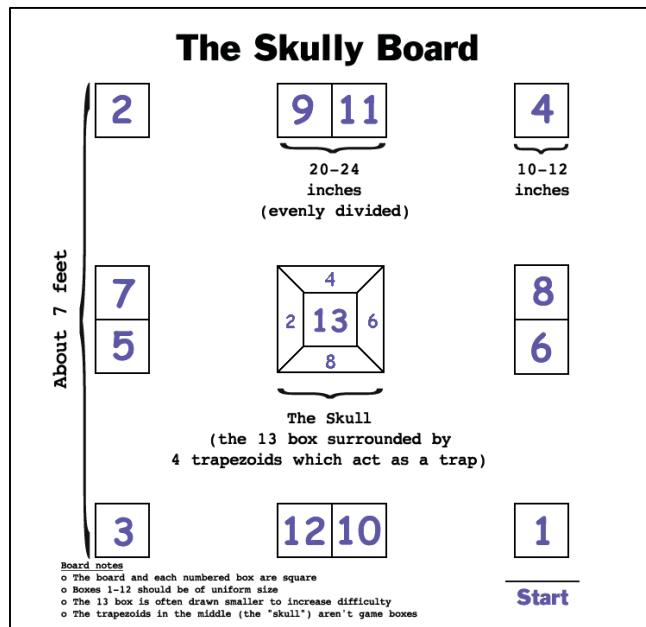 The Skully Board
2
9 11
4
20-24
inches
(evenly divided)
10-12
inches
About 7 feet
7
5
4
2 13 6
8
8
6
The Skull
(the 13 box surrounded by
4 trapezoids which act as a trap)
3
12 10
1
Start
Board notes
o The board and each numbered box are square
o Boxes 1-12 should be of uniform size
o The 13 box is often drawn smaller to increase difficulty
o The trapezoids in the middle (the "skull") aren't game boxes